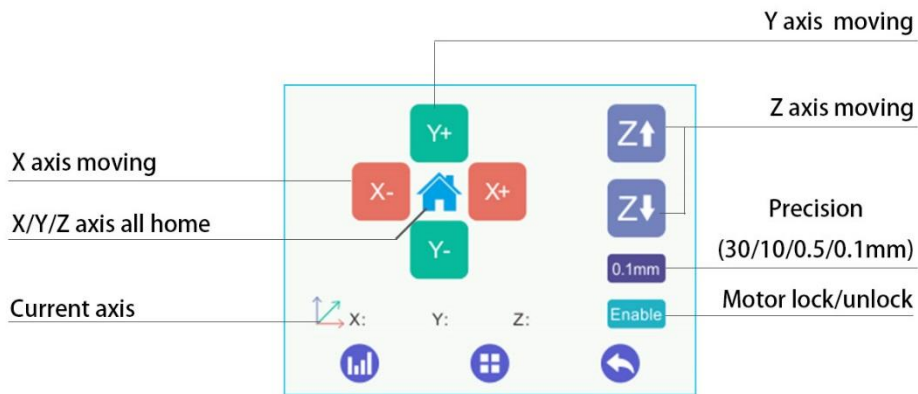 Y axis moving
Y+
Z⬆
Z axis moving
X axis moving
X-
X+
X/Y/Z axis all home
Z⬇
Y-
Precision
(30/10/0.5/0.1mm)
0.1mm
Motor lock/unlock
Current axis
X: Y: Z:
Enable